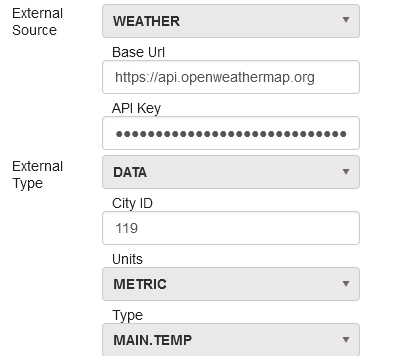 External Source
WEATHER
Base Url
https://api.openweathermap.org
API Key
●●●●●●●●●●●●●●●●●●●●●●●●●●●●●
External Type
DATA
City ID
119
Units
METRIC
Type
MAIN.TEMP